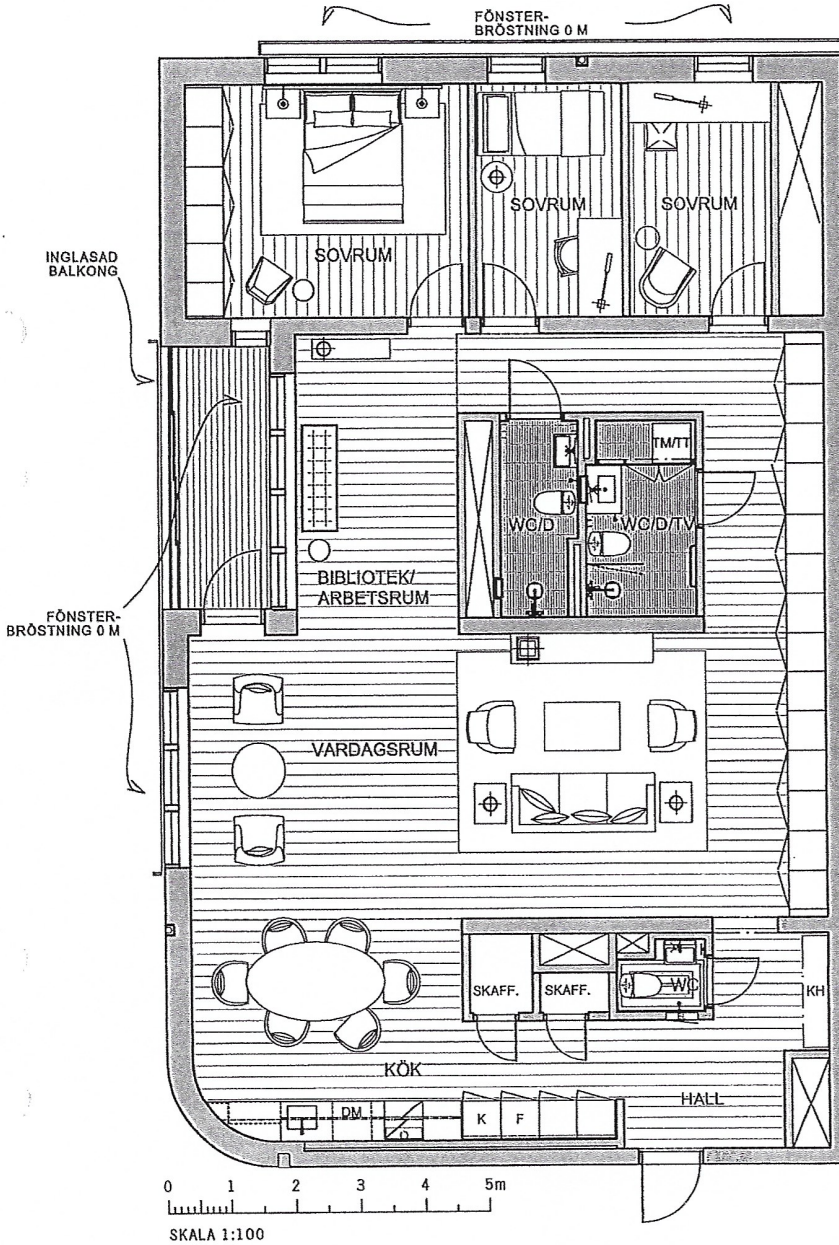 FÖNSTER-
BRÖSTNING 0 M
SOVRUM
SOVRUM
SOVRUM
INGLASAD
BALKONG
TM/TT
WC/D
WC/D/TV
BIBLIOTEK/
ARBETSRUM
FÖNSTER-
BRÖSTNING 0 M
VARDAGSRUM
SKAFF.
SKAFF.
WC
KH
KÖK
HALL
DM
K
F
0 1 2 3 4 5m
SKALA 1:100